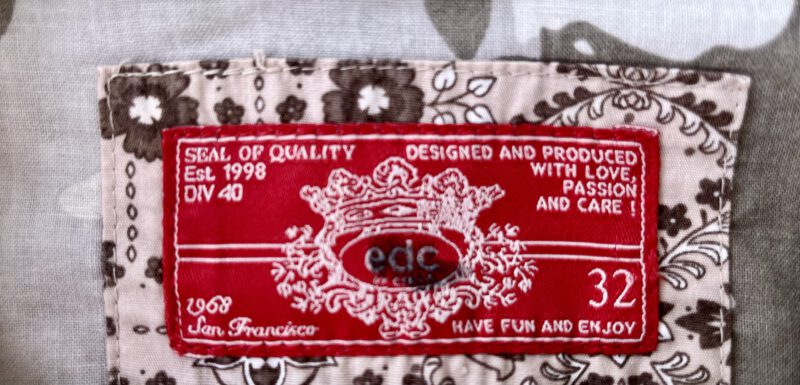 SEAL OF QUALITY
Est. 1998
DIV 40
DESIGNED AND PRODUCED
WITH LOVE,
PASSION
AND CARE !
edc
32
1968
San Francisco
HAVE FUN AND ENJOY